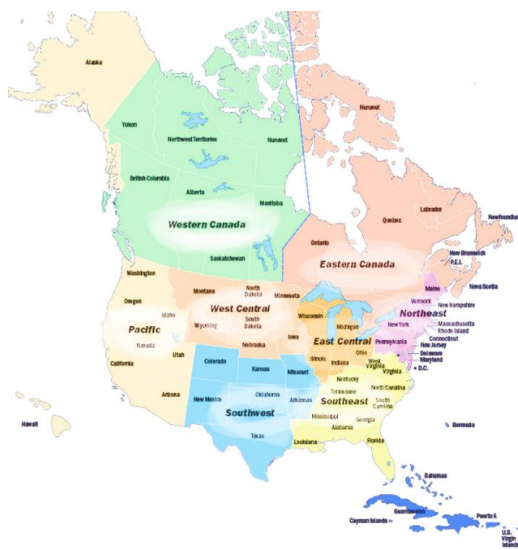 Alaska
Nunavut
Yukon
Northwest Territories
Nunavut
British Columbia
Alberta
Manitoba
Labrador
Quebec
Newfoundlan
Western Canada
Ontario
New Brunswick
Saskatchewan
Eastern Canada
P.E.I.
Washington
Nova Scotia
Montana
North
Dakota
Minnesota
Maine
Oregon
West Central
Vermont
New Hampshire
Idaho
Wisconsin
Northeast
Pacific
Wyoming
South
Dakota
Michigan
New York
Massachusetts
Rhode Island
Nevada
Iowa
East Central
Pennsylvania
Connecticut
New Jersey
Utah
Nebraska
Ohio
Delaware
California
Colorado
Illinois
Indiana
West
Virginia
Maryland
D.C.
Kansas
Missouri
Virginia
Kentucky
Arizona
New Mexico
Oklahoma
Arkansas
Tennessee
North Carolina
Southwest
Southeast
South
Carolina
Mississippi
Georgia
Hawaii
Texas
Alabama
Bermuda
Louisiana
Florida
Bahamas
Guantanamo
Cayman Islands
Puerto R
U.S.
Virgin
Islands